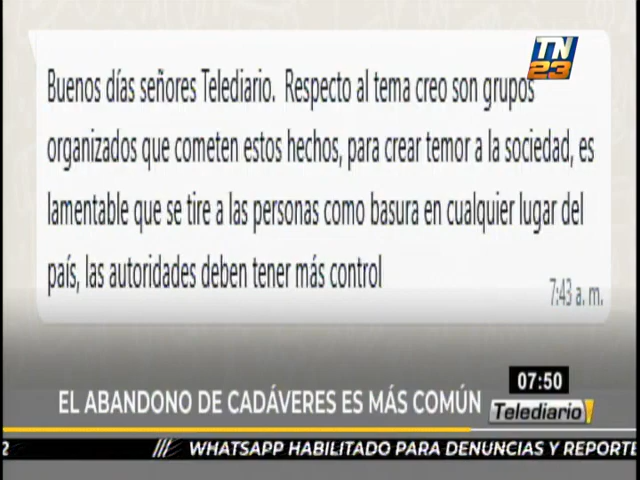 TN
23
Buenos días señores Telediario. Respecto al tema creo son grupos
organizados que cometen estos hechos, para crear temor a la sociedad, es
lamentable que se tire a las personas como basura en cualquier lugar del
país, las autoridades deben tener más control
7:43 a. m.
07:50
EL ABANDONO DE CADÁVERES ES MÁS COMÚN
Telediario
2 /// WHATSAPP HABILITADO PARA DENUNCIAS Y REPORTE